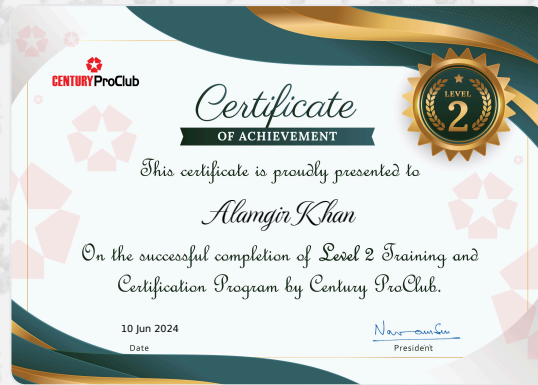 CENTURY ProClub
LEVEL
2
Certificate
OF ACHIEVEMENT
This certificate is proudly presented to
Alamgir Khan
On the successful completion of Level 2 Training and
Certification Program by Century ProClub.
10 Jun 2024
Date
President